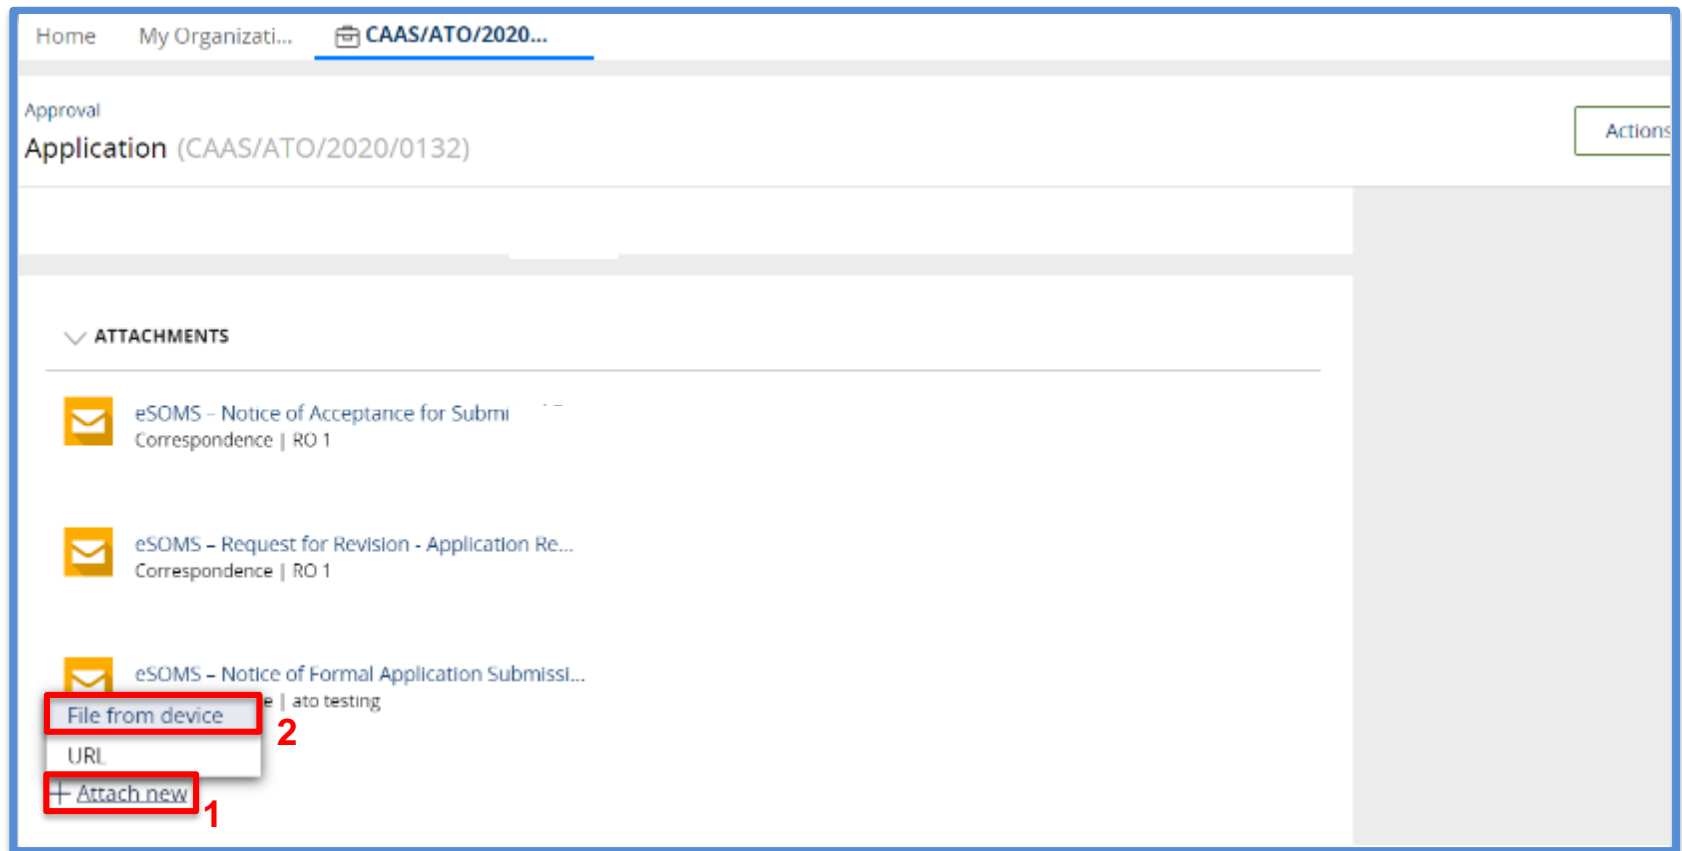 Home My Organizati... CAAS/ATO/2020...
Approval
Application (CAAS/ATO/2020/0132)
Actions
ATTACHMENTS
eSOMS – Notice of Acceptance for Submi
Correspondence | RO 1
eSOMS – Request for Revision - Application Re...
Correspondence | RO 1
eSOMS – Notice of Formal Application Submissi...
e | ato testing
File from device
2
URL
+ Attach new
1